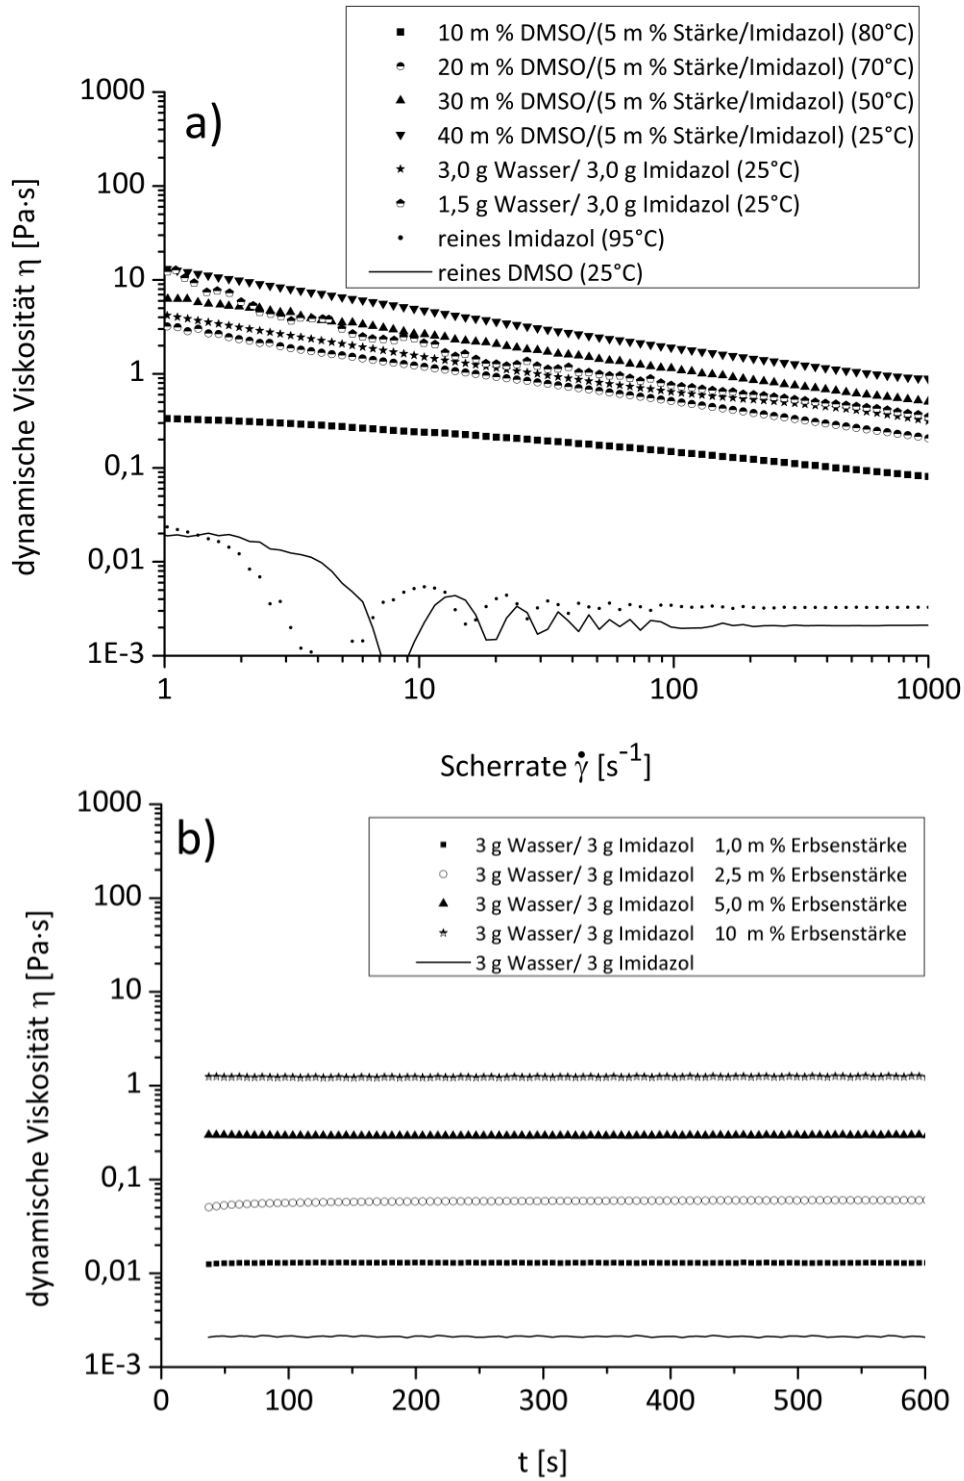 10 m % DMSO/(5 m % Stärke/Imidazol) (80°C)
20 m % DMSO/(5 m % Stärke/Imidazol) (70°C)
30 m % DMSO/(5 m % Stärke/Imidazol) (50°C)
40 m % DMSO/(5 m % Stärke/Imidazol) (25°C)
3,0 g Wasser/ 3,0 g Imidazol (25°C)
1,5 g Wasser/ 3,0 g Imidazol (25°C)
reines Imidazol (95°C)
reines DMSO (25°C)
a)
dynamische Viskosität η [Pa·s]
1000
100
10
1
0,1
0,01
1E-3
1 10 100 1000
Scherrate γ̇ [s⁻¹]
b)
3 g Wasser/ 3 g Imidazol 1,0 m % Erbsenstärke
3 g Wasser/ 3 g Imidazol 2,5 m % Erbsenstärke
3 g Wasser/ 3 g Imidazol 5,0 m % Erbsenstärke
3 g Wasser/ 3 g Imidazol 10 m % Erbsenstärke
3 g Wasser/ 3 g Imidazol
dynamische Viskosität η [Pa·s]
1000
100
10
1
0,1
0,01
1E-3
0 100 200 300 400 500 600
t [s]